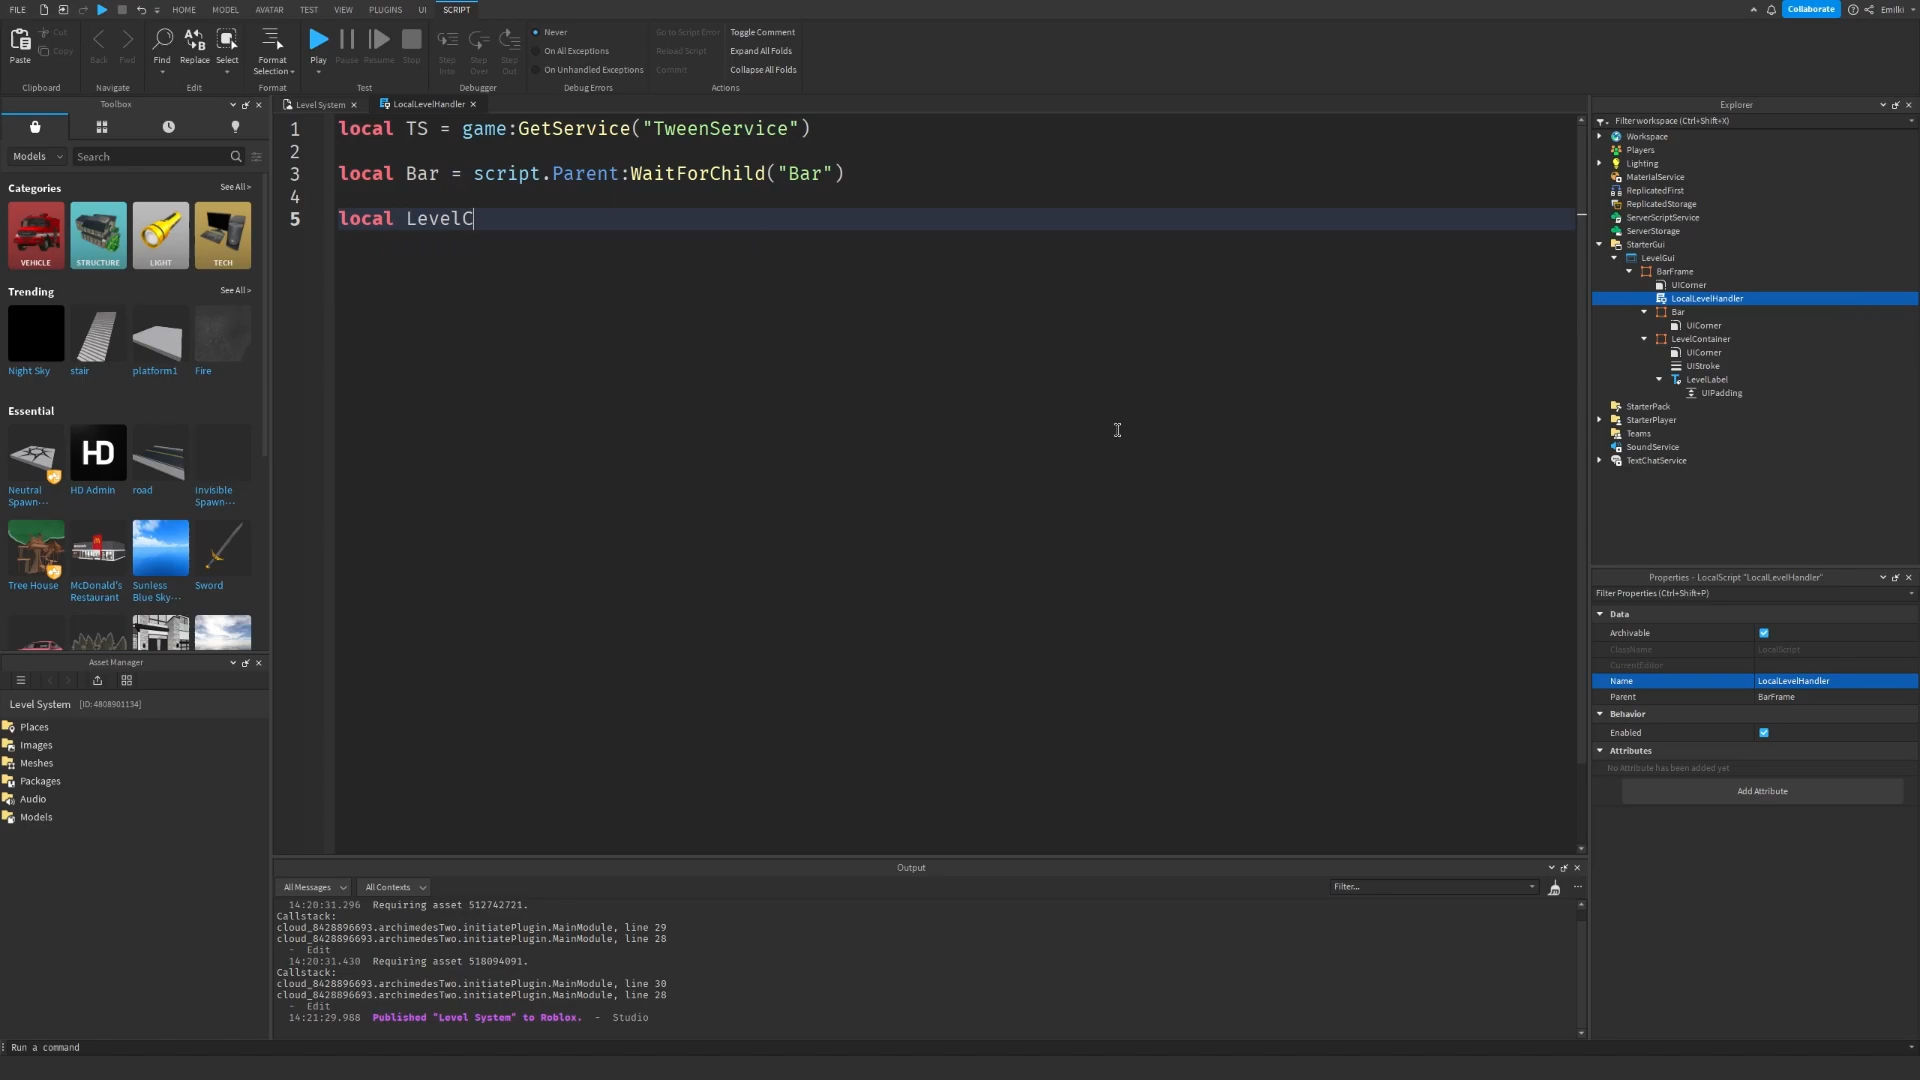 FILE HOME MODEL AVATAR TEST VIEW PLUGINS UI SCRIPT Collaborate Emilki
Paste Cut Copy Back Fwd Find Replace Select Format Selection Play Pause Resume Stop Step Into Step Over Step Out
Never
On All Exceptions
On Unhandled Exceptions
Go to Script Error
Reload Script
Commit
Toggle Comment
Expand All Folds
Collapse All Folds
Clipboard Navigate Edit Format Test Debugger Debug Errors Actions
Toolbox
Models Search
Categories See All >
VEHICLE STRUCTURE LIGHT TECH
Trending See All >
Night Sky stair platform1 Fire
Essential
HD
Neutral Spawn... HD Admin road Invisible Spawn...
Tree House McDonald's Restaurant Sunless Blue Sky... Sword
Asset Manager
Level System [ID: 4808901134]
Places
Images
Meshes
Packages
Audio
Models
Level System LocalLevelHandler
1 local TS = game:GetService("TweenService")
2
3 local Bar = script.Parent:WaitForChild("Bar")
4
5 local LevelC
Output
All Messages All Contexts Filter...
14:20:31.296 Requiring asset 512742721.
Callstack:
cloud_8428896693.archimedesTwo.initiatePlugin.MainModule, line 29
cloud_8428896693.archimedesTwo.initiatePlugin.MainModule, line 28
- Edit
14:20:31.430 Requiring asset 518094091.
Callstack:
cloud_8428896693.archimedesTwo.initiatePlugin.MainModule, line 30
cloud_8428896693.archimedesTwo.initiatePlugin.MainModule, line 28
- Edit
14:21:29.988 Published "Level System" to Roblox. - Studio
Explorer
Filter workspace (Ctrl+Shift+X)
Workspace
Players
Lighting
MaterialService
ReplicatedFirst
ReplicatedStorage
ServerScriptService
ServerStorage
StarterGui
LevelGui
BarFrame
UICorner
LocalLevelHandler
Bar
UICorner
LevelContainer
UICorner
UIStroke
LevelLabel
UIPadding
StarterPack
StarterPlayer
Teams
SoundService
TextChatService
Properties - LocalScript "LocalLevelHandler"
Filter Properties (Ctrl+Shift+P)
Data
Archivable
ClassName LocalScript
CurrentEditor
Name LocalLevelHandler
Parent BarFrame
Behavior
Enabled
Attributes
No Attribute has been added yet
Add Attribute
Run a command